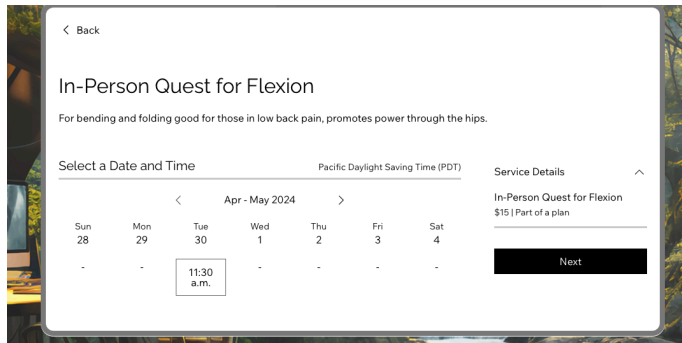 Back
In-Person Quest for Flexion
For bending and folding good for those in low back pain, promotes power through the hips.
Select a Date and Time
Pacific Daylight Saving Time (PDT)
Apr - May 2024
Sun Mon Tue Wed Thu Fri Sat
28 29 30 1 2 3 4
- - 11:30 - - - -
a.m.
Service Details
In-Person Quest for Flexion
$15 | Part of a plan
Next